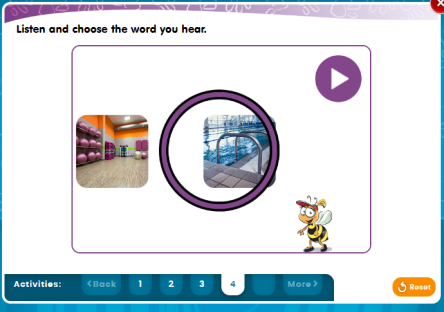 Listen and choose the word you hear.
Activities: < Back 1 2 3 4 More >
Reset